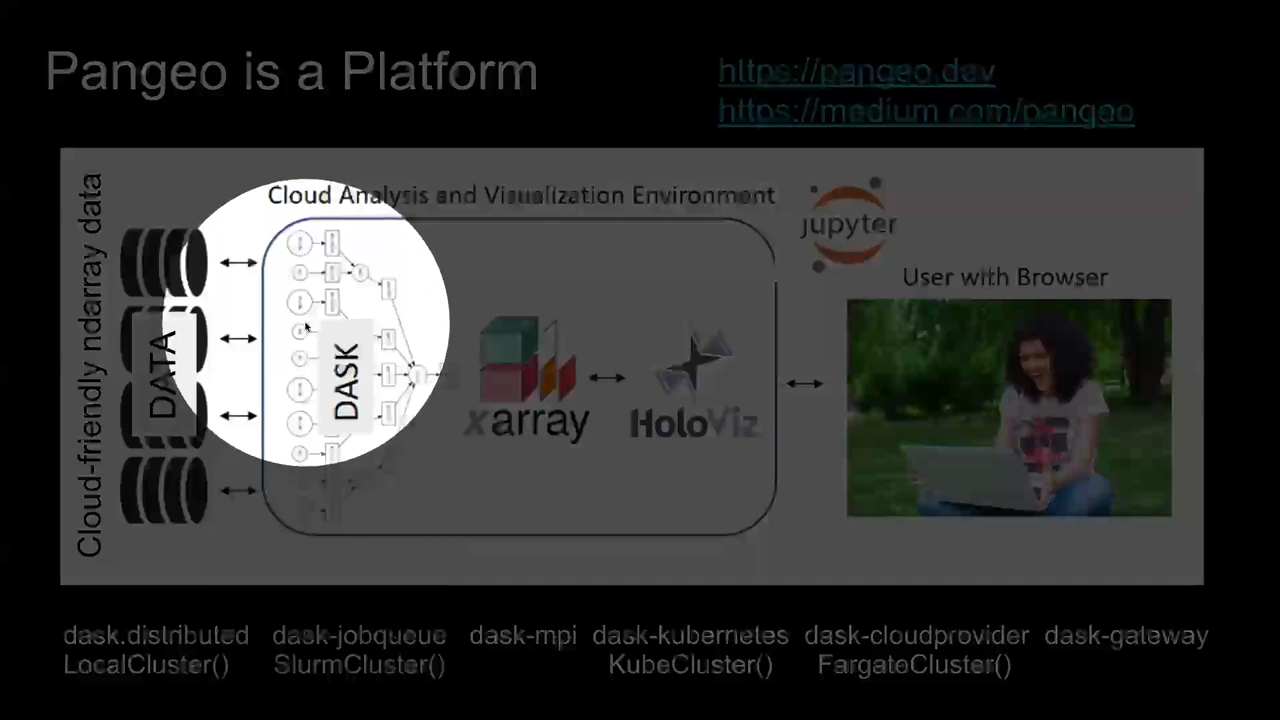 Pangeo is a Platform
https://pangeo.dev
https://medium.com/pangeo
Cloud-friendly ndarray data
Cloud Analysis and Visualization Environment
jupyter
User with Browser
DATA
DASK
xarray
HoloViz
dask.distributed dask-jobqueue dask-mpi dask-kubernetes dask-cloudprovider dask-gateway
LocalCluster() SlurmCluster() KubeCluster() FargateCluster()